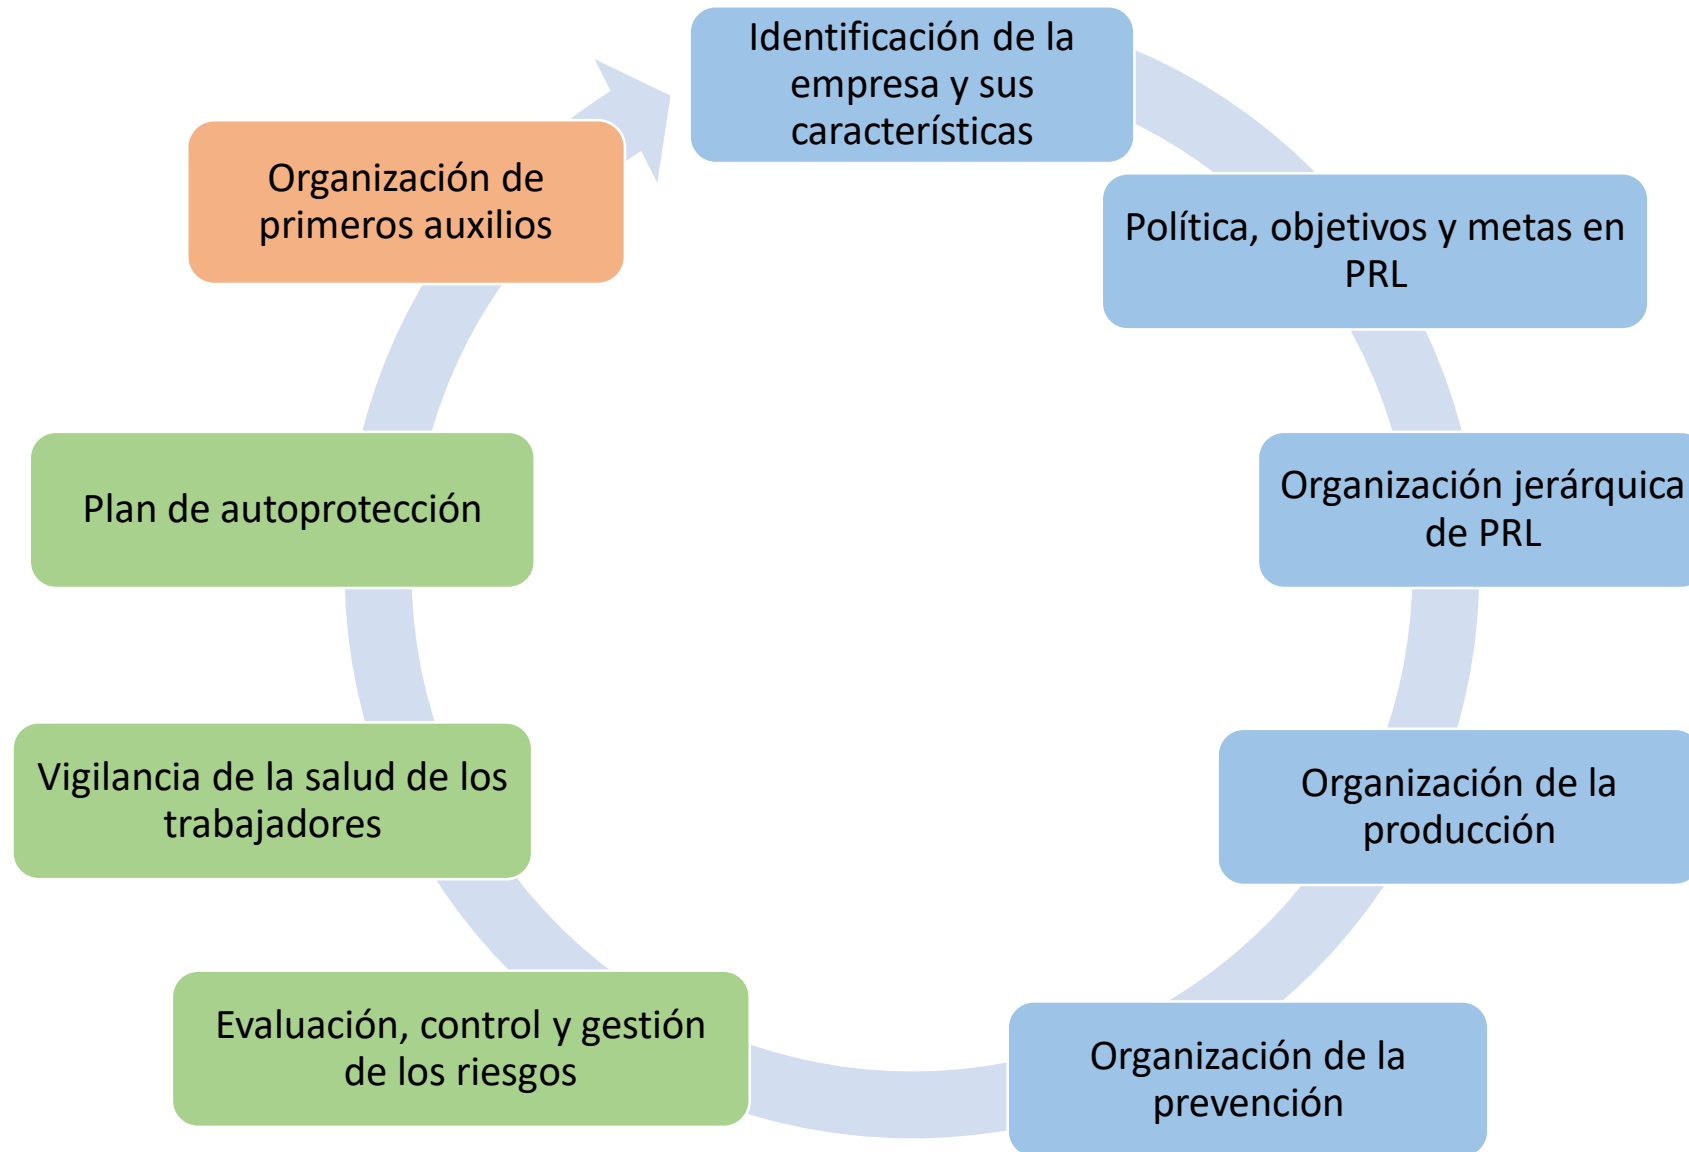 Identificación de la
empresa y sus
características
Política, objetivos y metas en
PRL
Organización jerárquica
de PRL
Organización de la
producción
Organización de la
prevención
Evaluación, control y gestión
de los riesgos
Vigilancia de la salud de los
trabajadores
Plan de autoprotección
Organización de
primeros auxilios